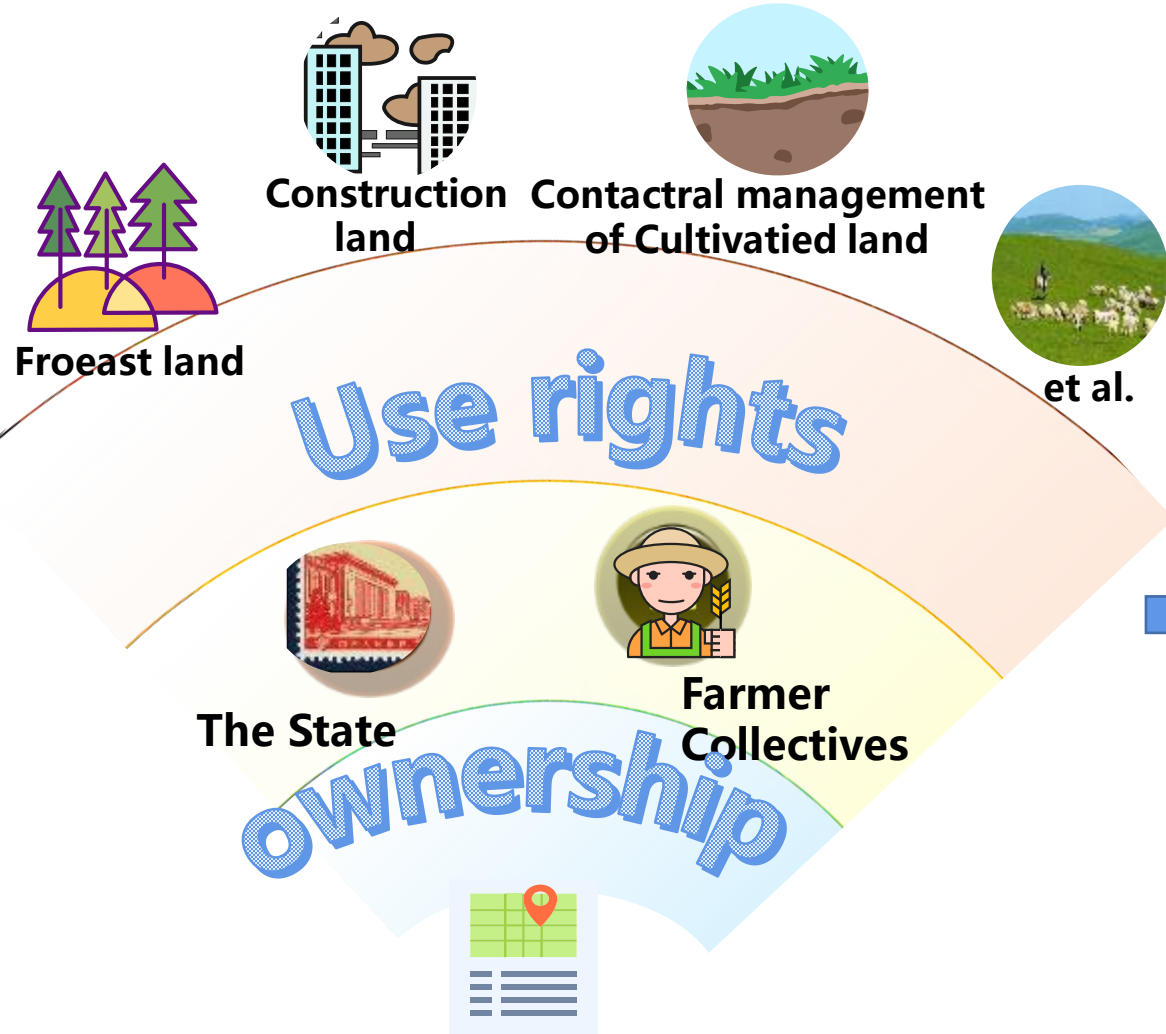 Construction
land
Contactral management
of Cultivatied land
Froeast land
et al.
Use rights
The State
Farmer
Collectives
ownership